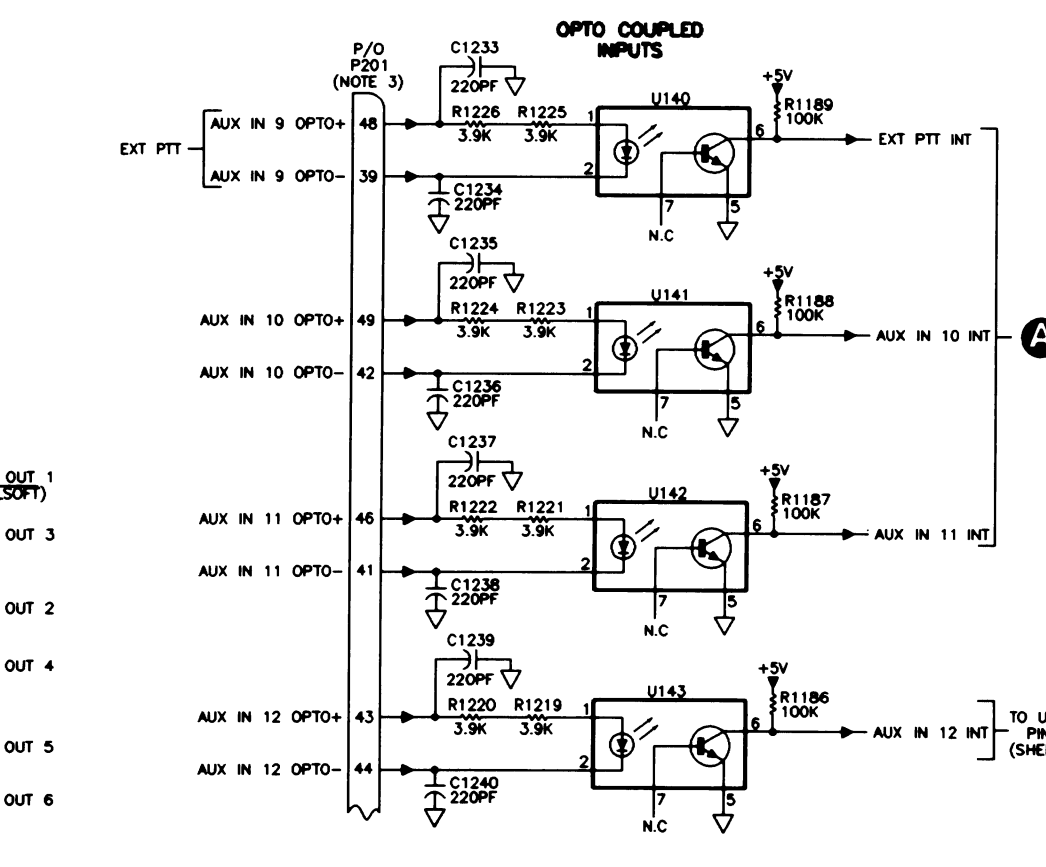 OPTO COUPLED
INPUTS
P/O
P201
(NOTE 3)
C1233
220PF
+5V
R1189
100K
U140
EXT PTT
AUX IN 9 OPTO+ 48
R1226 R1225
3.9K 3.9K
1
6
EXT PTT INT
AUX IN 9 OPTO- 39
2
C1234
220PF
7
5
N.C
C1235
220PF
+5V
R1188
100K
U141
AUX IN 10 OPTO+ 49
R1224 R1223
3.9K 3.9K
1
6
AUX IN 10 INT
A
AUX IN 10 OPTO- 42
2
C1236
220PF
7
5
N.C
C1237
220PF
+5V
R1187
100K
U142
OUT 1
OUT 3
AUX IN 11 OPTO+ 46
R1222 R1221
3.9K 3.9K
1
6
AUX IN 11 INT
AUX IN 11 OPTO- 41
2
C1238
220PF
7
5
N.C
OUT 2
OUT 4
C1239
220PF
+5V
R1186
100K
U143
AUX IN 12 OPTO+ 43
R1220 R1219
3.9K 3.9K
1
6
AUX IN 12 INT
TO
OUT 5
AUX IN 12 OPTO- 44
2
C1240
220PF
7
5
N.C
OUT 6